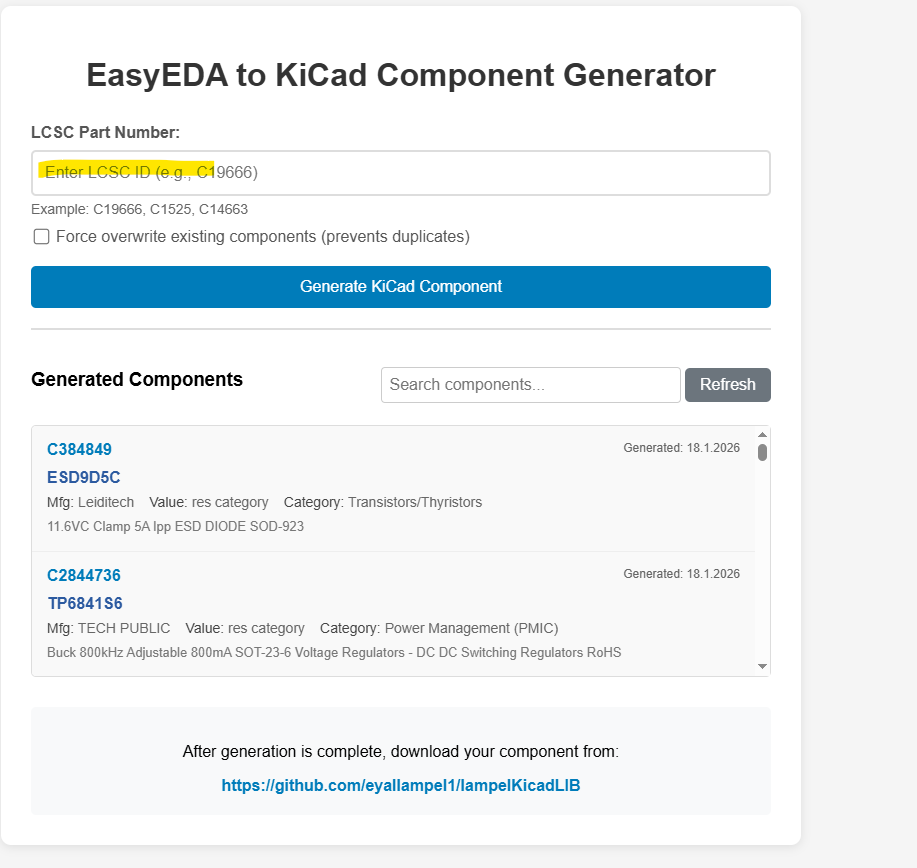 EasyEDA to KiCad Component Generator
LCSC Part Number:
Enter LCSC ID (e.g., C19666)
Example: C19666, C1525, C14663
Force overwrite existing components (prevents duplicates)
Generate KiCad Component
Generated Components
Search components...
Refresh
C384849
Generated: 18.1.2026
ESD9D5C
Mfg: Leiditech Value: res category Category: Transistors/Thyristors
11.6VC Clamp 5A Ipp ESD DIODE SOD-923
C2844736
Generated: 18.1.2026
TP6841S6
Mfg: TECH PUBLIC Value: res category Category: Power Management (PMIC)
Buck 800kHz Adjustable 800mA SOT-23-6 Voltage Regulators - DC DC Switching Regulators RoHS
After generation is complete, download your component from:
https://github.com/eyallampel1/lampelKicadLIB